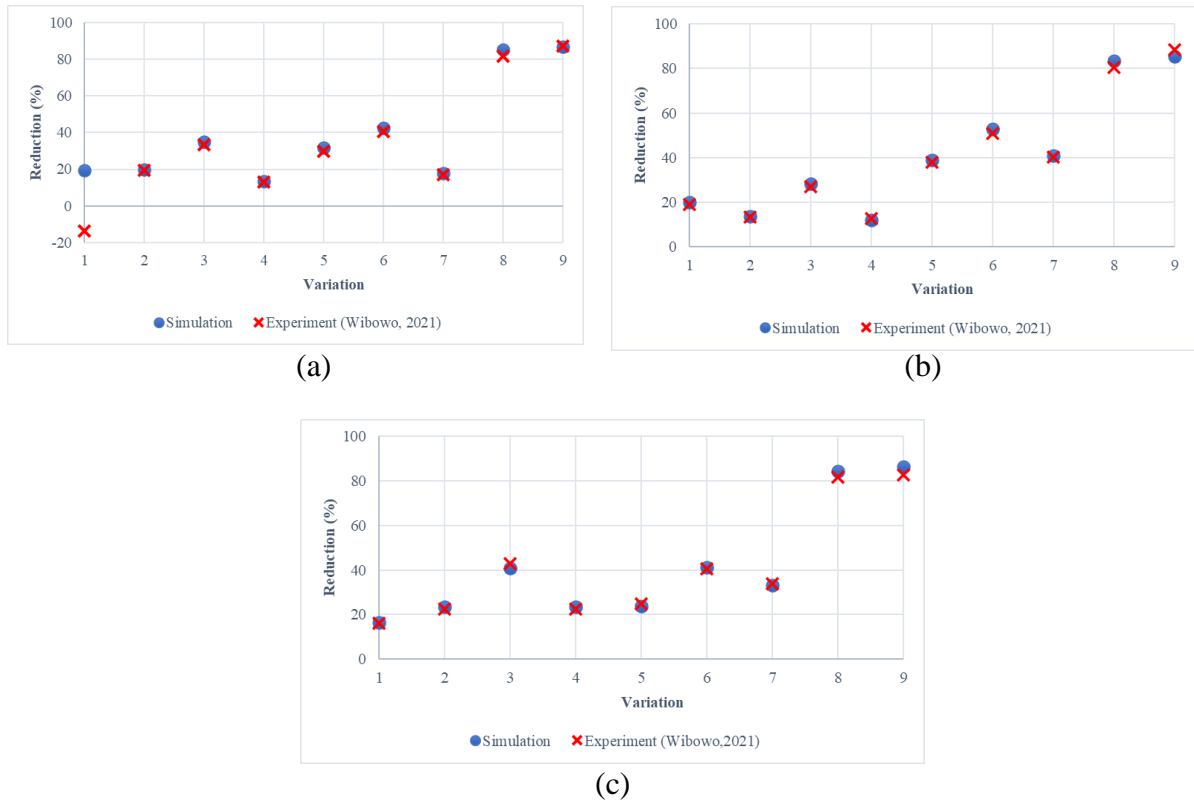 100
80
60
40
20
0
-20
Reduction (%)
1 2 3 4 5 6 7 8 9
Variation
Simulation Experiment (Wibowo, 2021)
(a)
100
80
60
40
20
0
Reduction (%)
1 2 3 4 5 6 7 8 9
Variation
Simulation Experiment (Wibowo, 2021)
(b)
100
80
60
40
20
0
Reduction (%)
1 2 3 4 5 6 7 8 9
Variation
Simulation Experiment (Wibowo,2021)
(c)